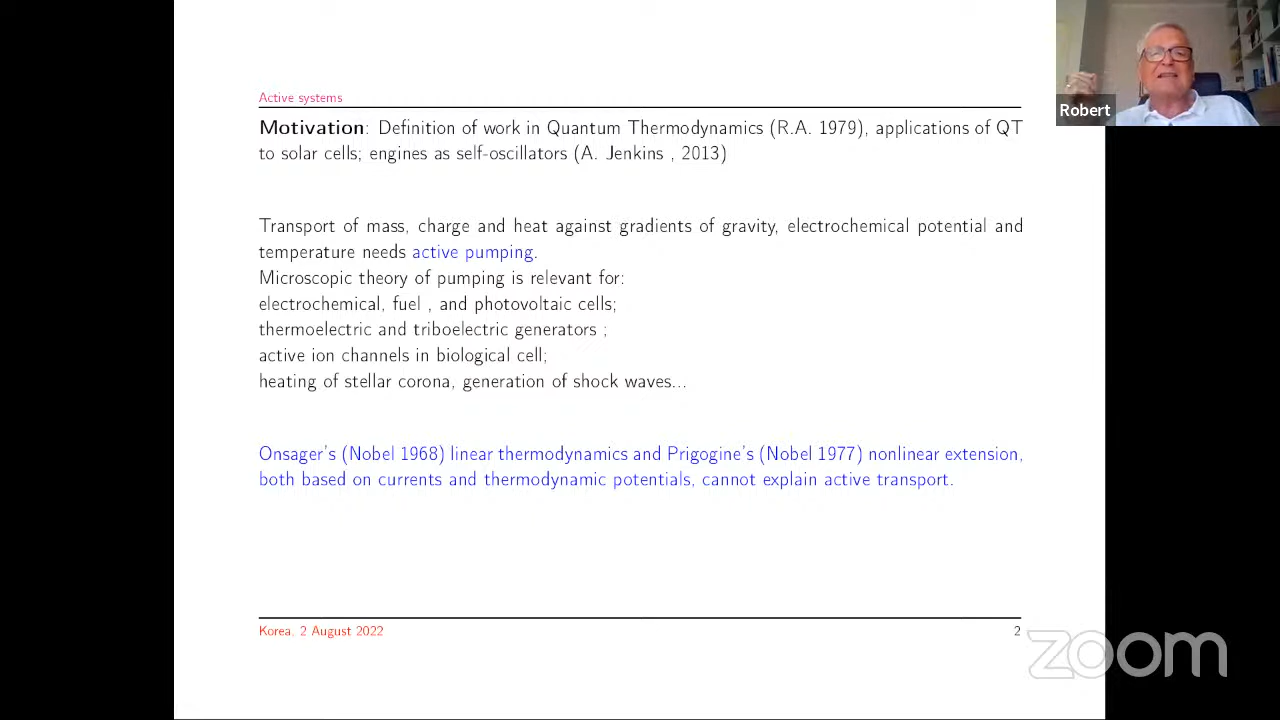 Active systems
Motivation: Definition of work in Quantum Thermodynamics (R.A. 1979), applications of QT
to solar cells; engines as self-oscillators (A. Jenkins , 2013)
Transport of mass, charge and heat against gradients of gravity, electrochemical potential and
temperature needs active pumping.
Microscopic theory of pumping is relevant for:
electrochemical, fuel , and photovoltaic cells;
thermoelectric and triboelectric generators ;
active ion channels in biological cell;
heating of stellar corona, generation of shock waves...
Onsager's (Nobel 1968) linear thermodynamics and Prigogine's (Nobel 1977) nonlinear extension,
both based on currents and thermodynamic potentials, cannot explain active transport.
Korea, 2 August 2022
2
Robert
zoom